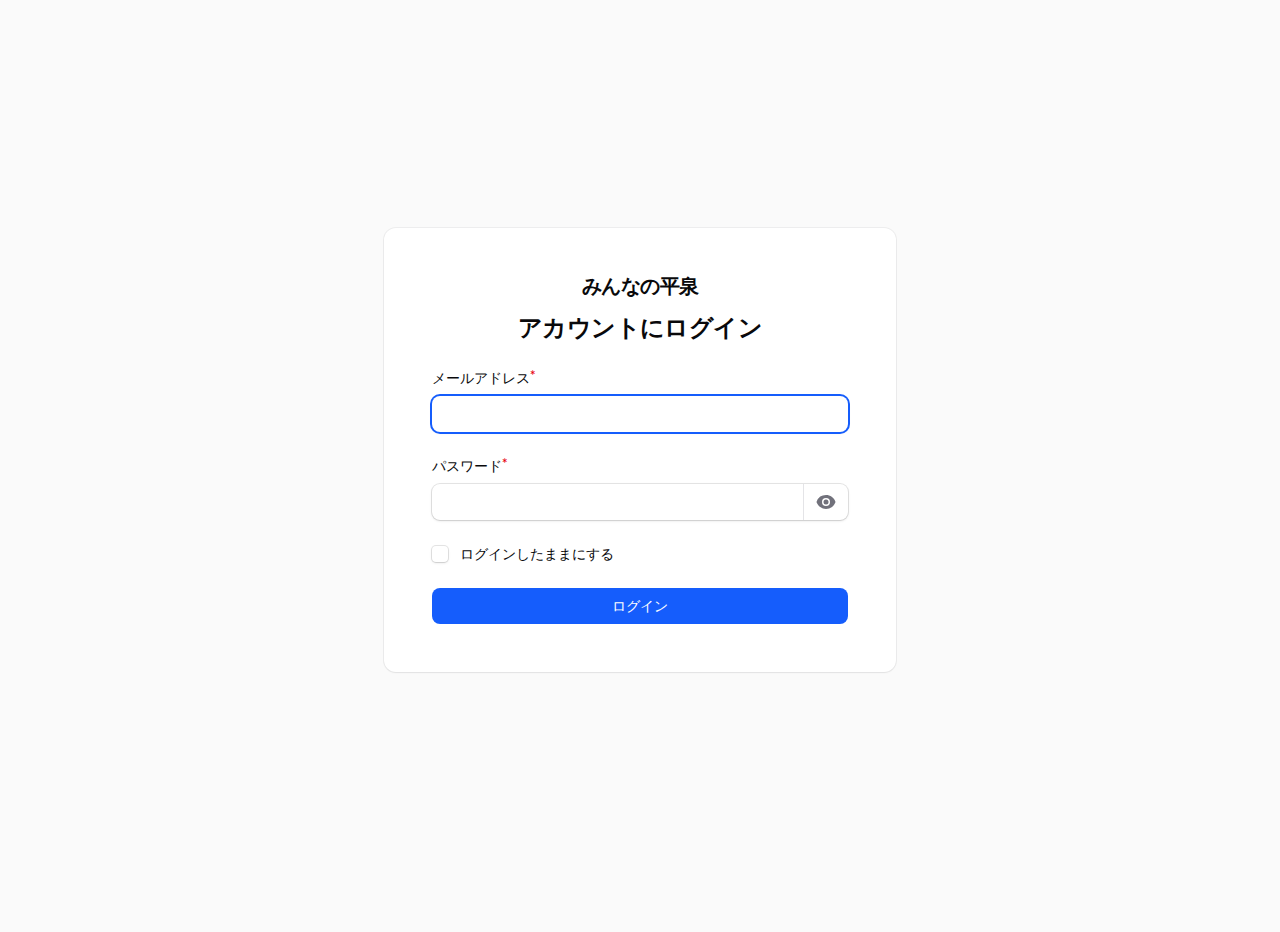 みんなの平泉
アカウントにログイン
メールアドレス*
パスワード*
ログインしたままにする
ログイン